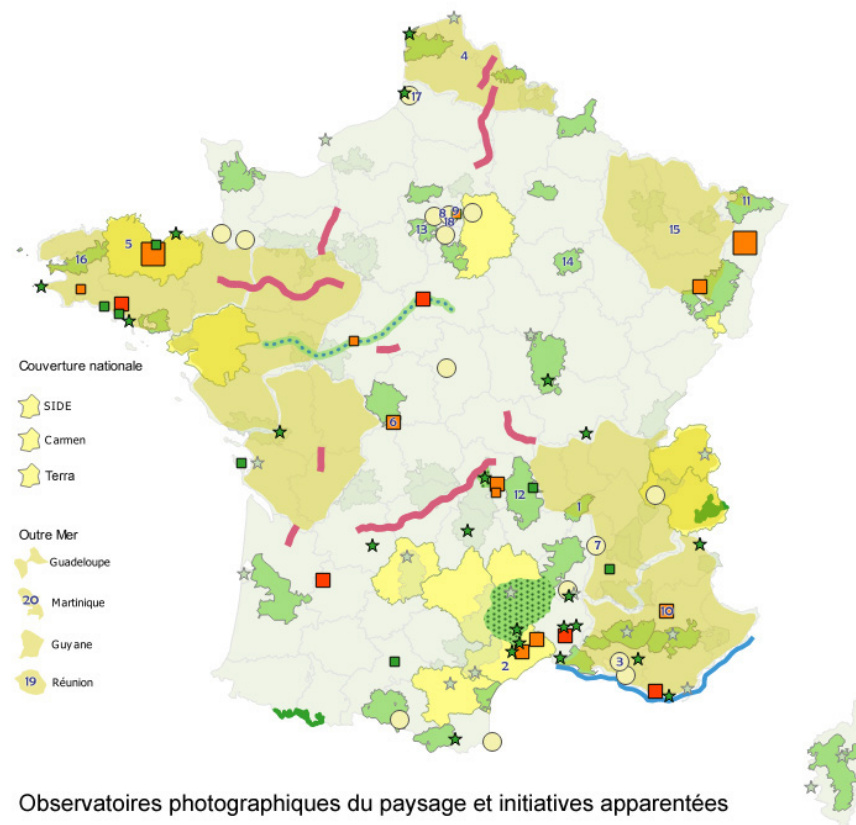 4
17
11
8
9
18
13
15
5
16
14
Couverture nationale
SIDE
Carmen
Terra
6
12
1
7
Outre Mer
Guadeloupe
20 Martinique
Guyane
19 Réunion
10
2
3
Observatoires photographiques du paysage et initiatives apparentées